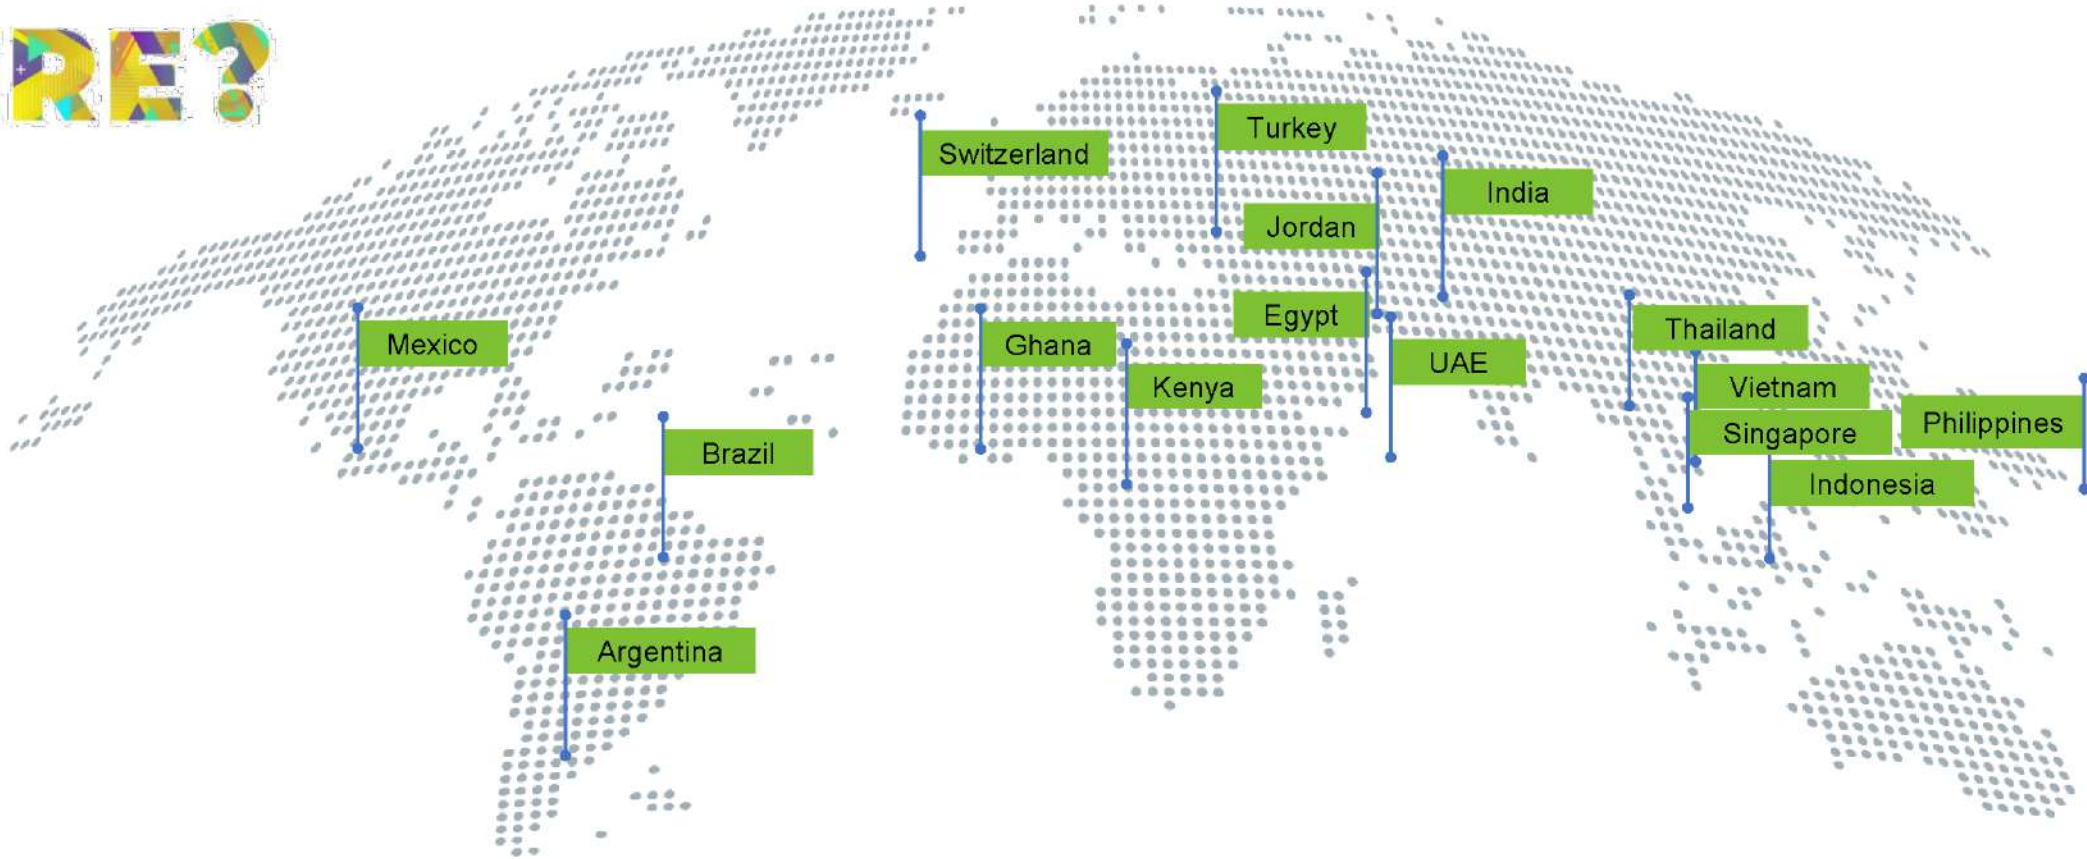 RE?
Turkey
Switzerland
India
Jordan
Egypt
Mexico
Ghana
Thailand
UAE
Kenya
Vietnam
Philippines
Singapore
Brazil
Indonesia
Argentina